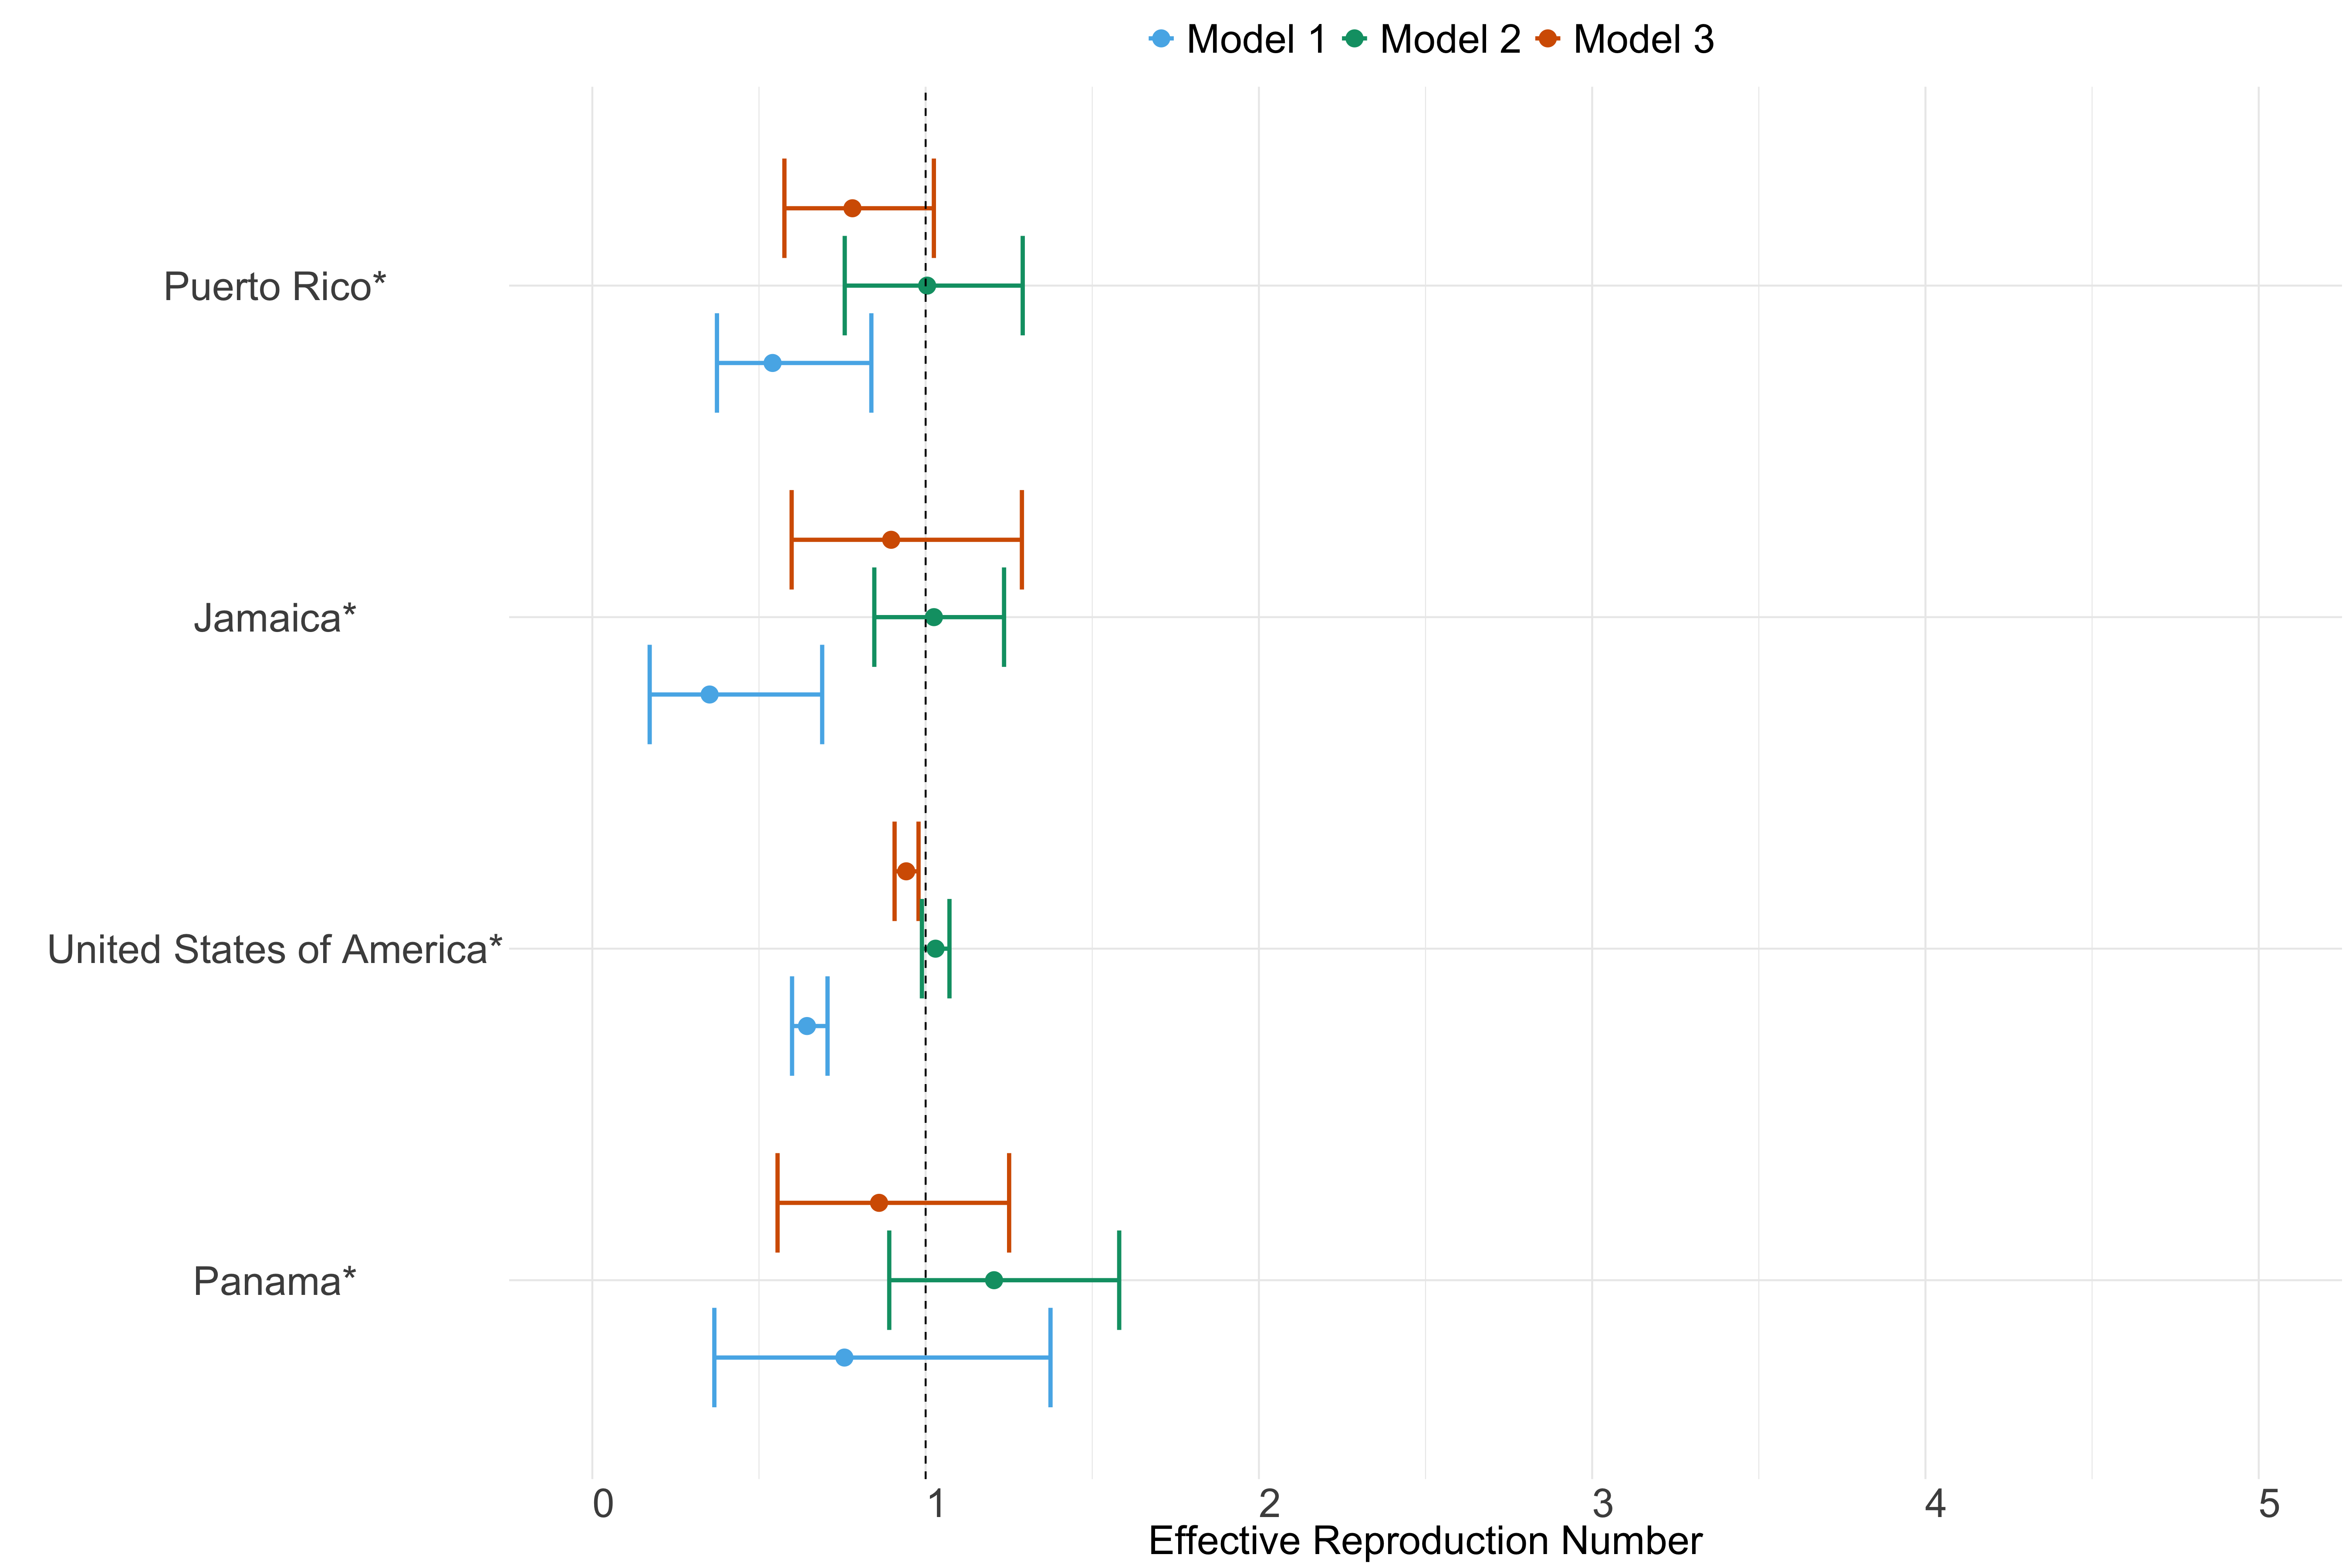 Model 1 Model 2 Model 3
Puerto Rico*
Jamaica*
United States of America*
Panama*
0 1 2 3 4 5
Effective Reproduction Number